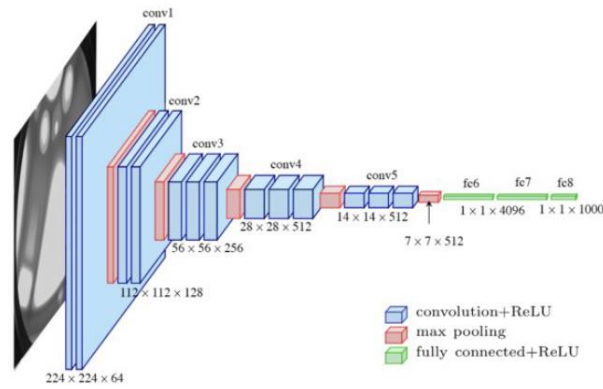 conv1
conv2
conv3
conv4
conv5
fc6
fc7
fc8
224 × 224 × 64
112 × 112 × 128
56 × 56 × 256
28 × 28 × 512
14 × 14 × 512
7 × 7 × 512
1 × 1 × 4096
1 × 1 × 1000
convolution+ReLU
max pooling
fully connected+ReLU